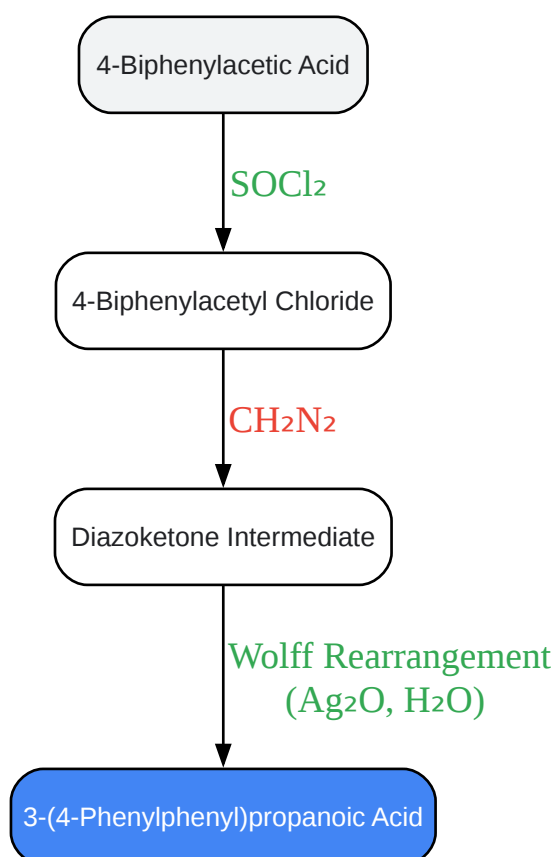 4-Biphenylacetic Acid
SOCl₂
4-Biphenylacetyl Chloride
CH₂N₂
Diazoketone Intermediate
Wolff Rearrangement
(Ag₂O, H₂O)
3-(4-Phenylphenyl)propanoic Acid